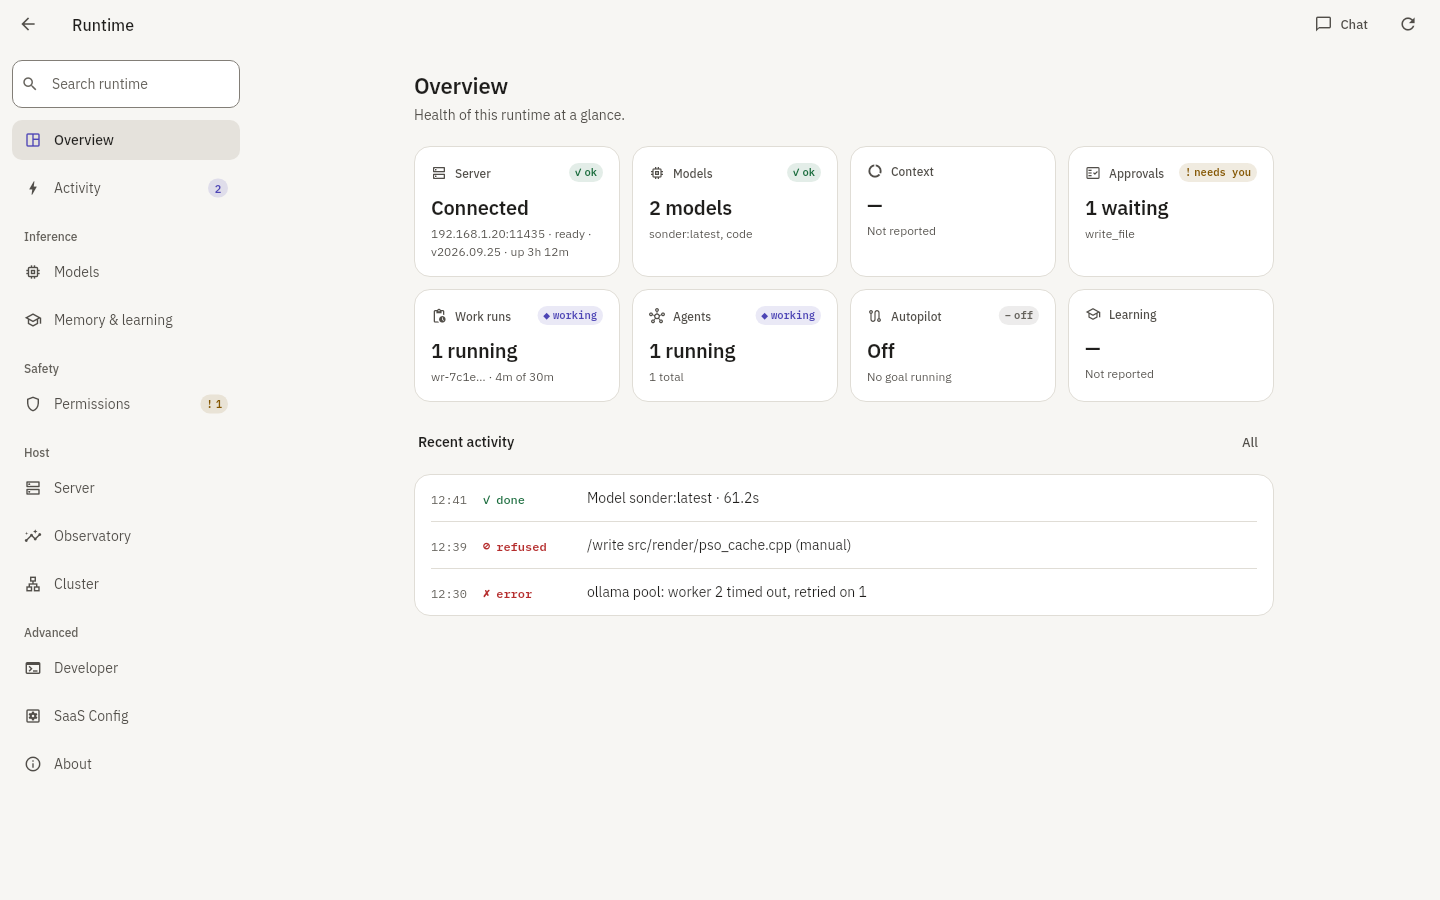 Runtime
Chat
Search runtime
Overview
Activity
2
Inference
Models
Memory & learning
Safety
Permissions
! 1
Host
Server
Observatory
Cluster
Advanced
Developer
SaaS Config
About
Overview
Health of this runtime at a glance.
Server
✓ ok
Connected
192.168.1.20:11435 · ready ·
v2026.09.25 · up 3h 12m
Models
✓ ok
2 models
sonder:latest, code
Context
—
Not reported
Approvals
! needs you
1 waiting
write_file
Work runs
◆ working
1 running
wr-7c1e… · 4m of 30m
Agents
◆ working
1 running
1 total
Autopilot
– off
Off
No goal running
Learning
—
Not reported
Recent activity
All
12:41 ✓ done Model sonder:latest · 61.2s
12:39 ⊘ refused /write src/render/pso_cache.cpp (manual)
12:30 ✗ error ollama pool: worker 2 timed out, retried on 1